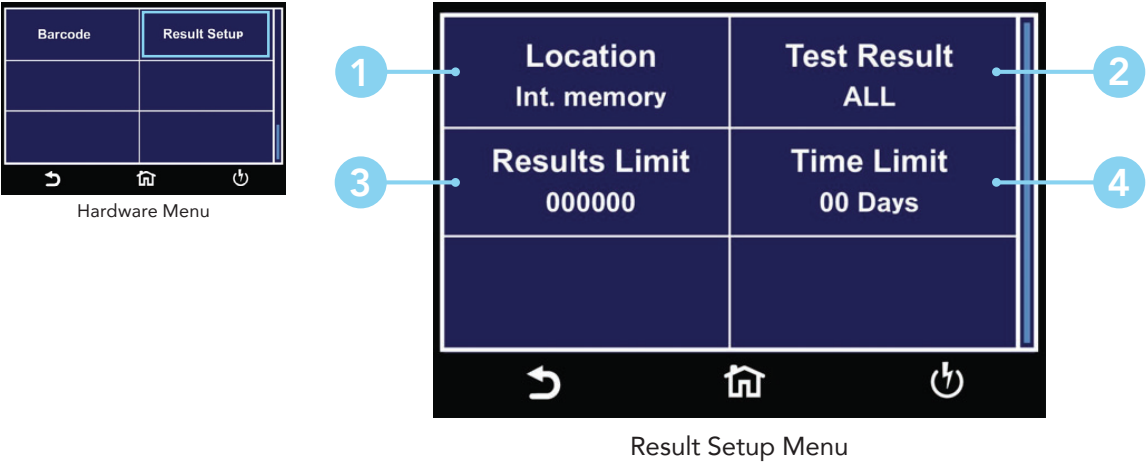 Barcode
Result Setup
Hardware Menu
1
Location
Int. memory
Test Result
ALL
2
3
Results Limit
000000
Time Limit
00 Days
4
Result Setup Menu